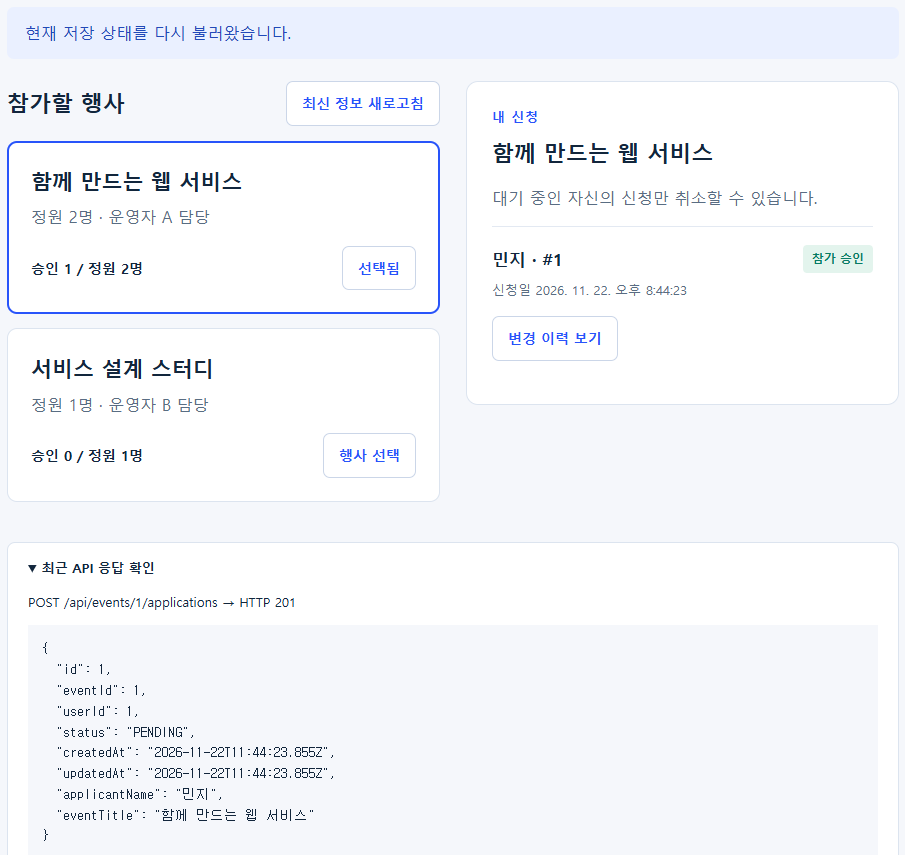 현재 저장 상태를 다시 불러왔습니다.
참가할 행사
최신 정보 새로고침
함께 만드는 웹 서비스
정원 2명 · 운영자 A 담당
승인 1 / 정원 2명
선택됨
서비스 설계 스터디
정원 1명 · 운영자 B 담당
승인 0 / 정원 1명
행사 선택
내 신청
함께 만드는 웹 서비스
대기 중인 자신의 신청만 취소할 수 있습니다.
민지 · #1
참가 승인
신청일 2026. 11. 22. 오후 8:44:23
변경 이력 보기
▼ 최근 API 응답 확인
POST /api/events/1/applications → HTTP 201
{
  "id": 1,
  "eventId": 1,
  "userId": 1,
  "status": "PENDING",
  "createdAt": "2026-11-22T11:44:23.855Z",
  "updatedAt": "2026-11-22T11:44:23.855Z",
  "applicantName": "민지",
  "eventTitle": "함께 만드는 웹 서비스"
}